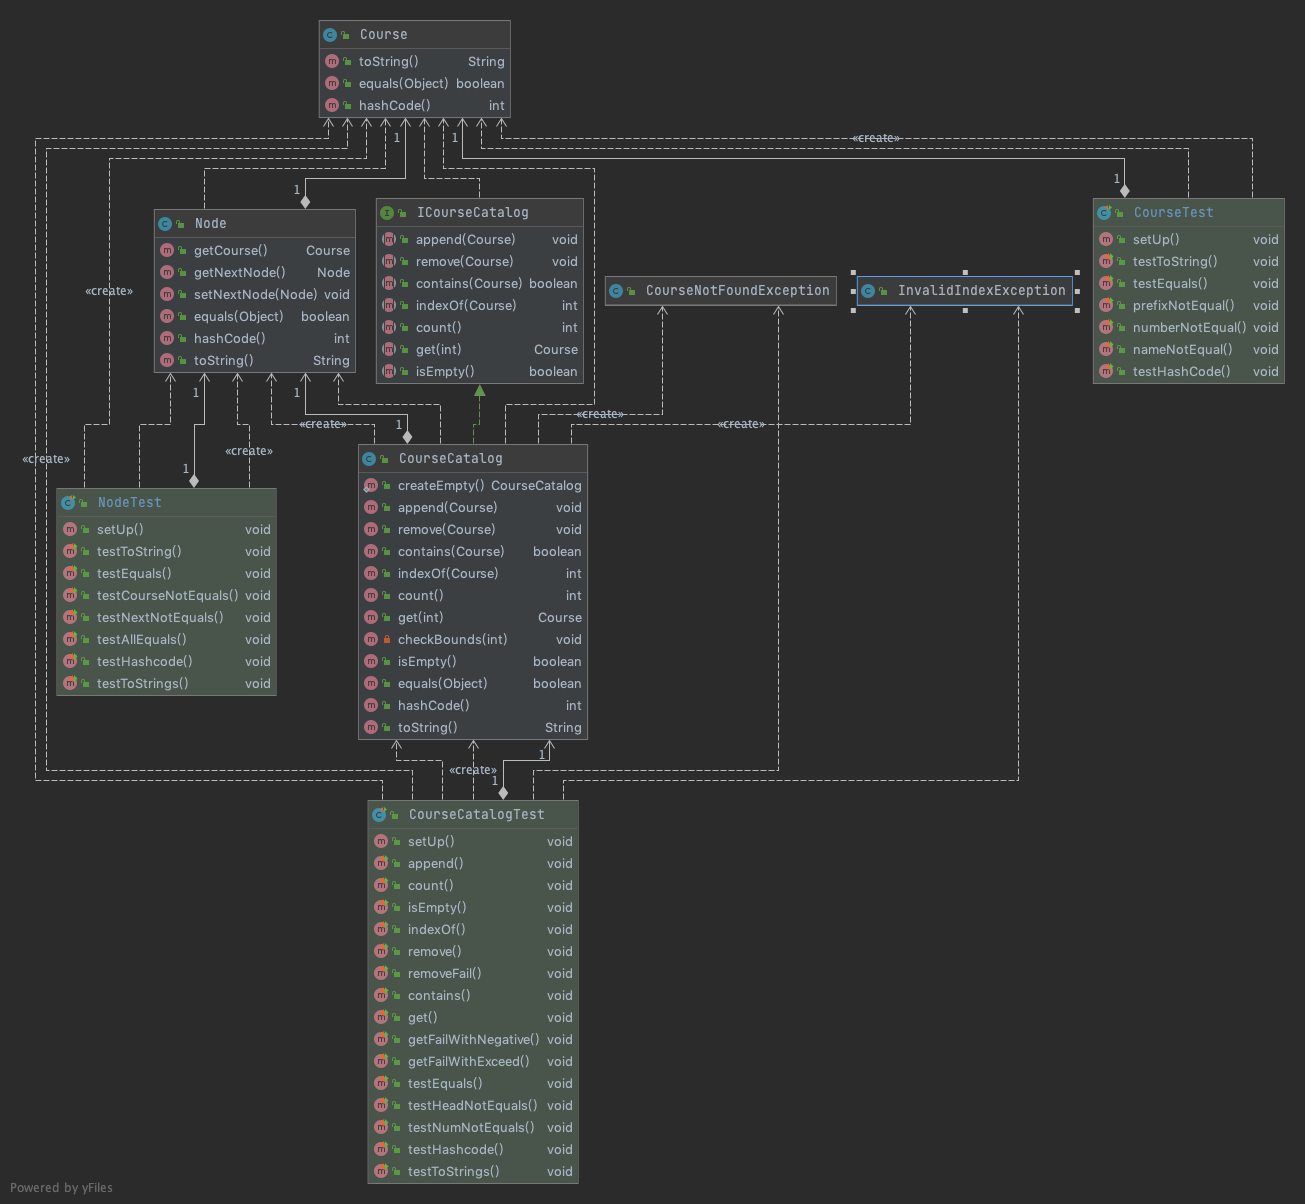 Course
toString() String
equals(Object) boolean
hashCode() int
1
1
«create»
1
1
Node
getCourse() Course
getNextNode() Node
setNextNode(Node) void
equals(Object) boolean
hashCode() int
toString() String
ICourseCatalog
append(Course) void
remove(Course) void
contains(Course) boolean
indexOf(Course) int
count() int
get(int) Course
isEmpty() boolean
CourseNotFoundException
InvalidIndexException
CourseTest
setUp() void
testToString() void
testEquals() void
prefixNotEqual() void
numberNotEqual() void
nameNotEqual() void
testHashCode() void
«create»
1
1
1
«create»
«create»
«create»
«create»
«create»
1
NodeTest
setUp() void
testToString() void
testEquals() void
testCourseNotEquals() void
testNextNotEquals() void
testAllEquals() void
testHashcode() void
testToStrings() void
CourseCatalog
createEmpty() CourseCatalog
append(Course) void
remove(Course) void
contains(Course) boolean
indexOf(Course) int
count() int
get(int) Course
checkBounds(int) void
isEmpty() boolean
equals(Object) boolean
hashCode() int
toString() String
1
«create»
1
CourseCatalogTest
setUp() void
append() void
count() void
isEmpty() void
indexOf() void
remove() void
removeFail() void
contains() void
get() void
getFailWithNegative() void
getFailWithExceed() void
testEquals() void
testHeadNotEquals() void
testNumNotEquals() void
testHashcode() void
testToStrings() void
Powered by yFiles